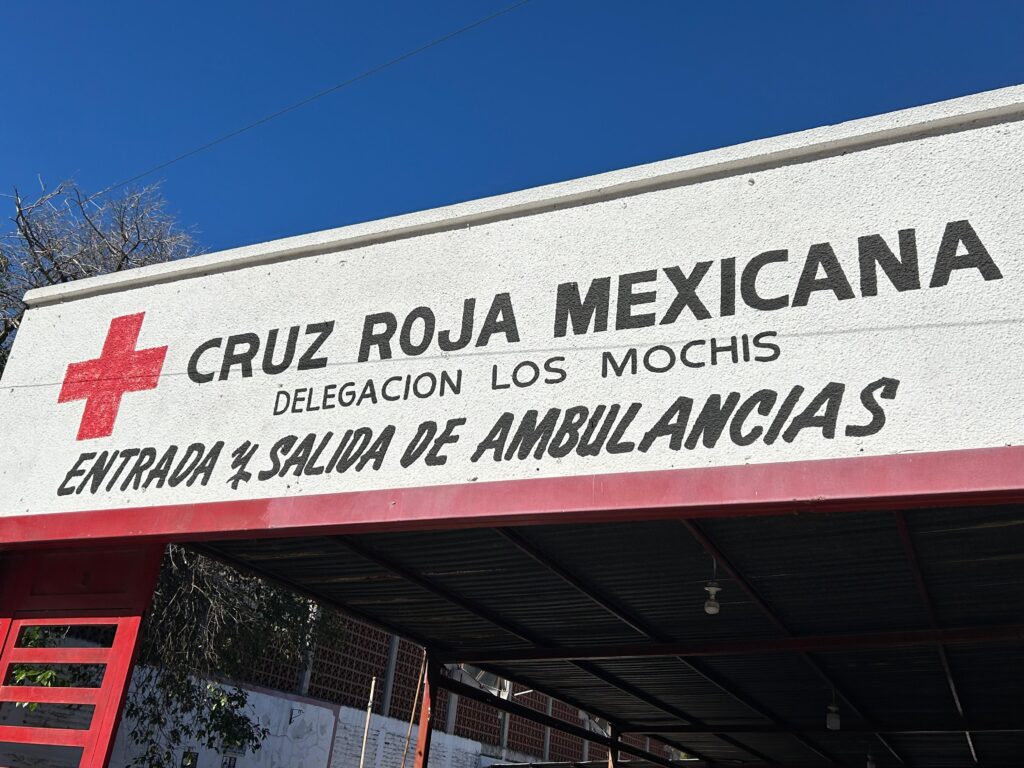 CRUZ ROJA MEXICANA
DELEGACION LOS MOCHIS
ENTRADA Y SALIDA DE AMBULANCIAS